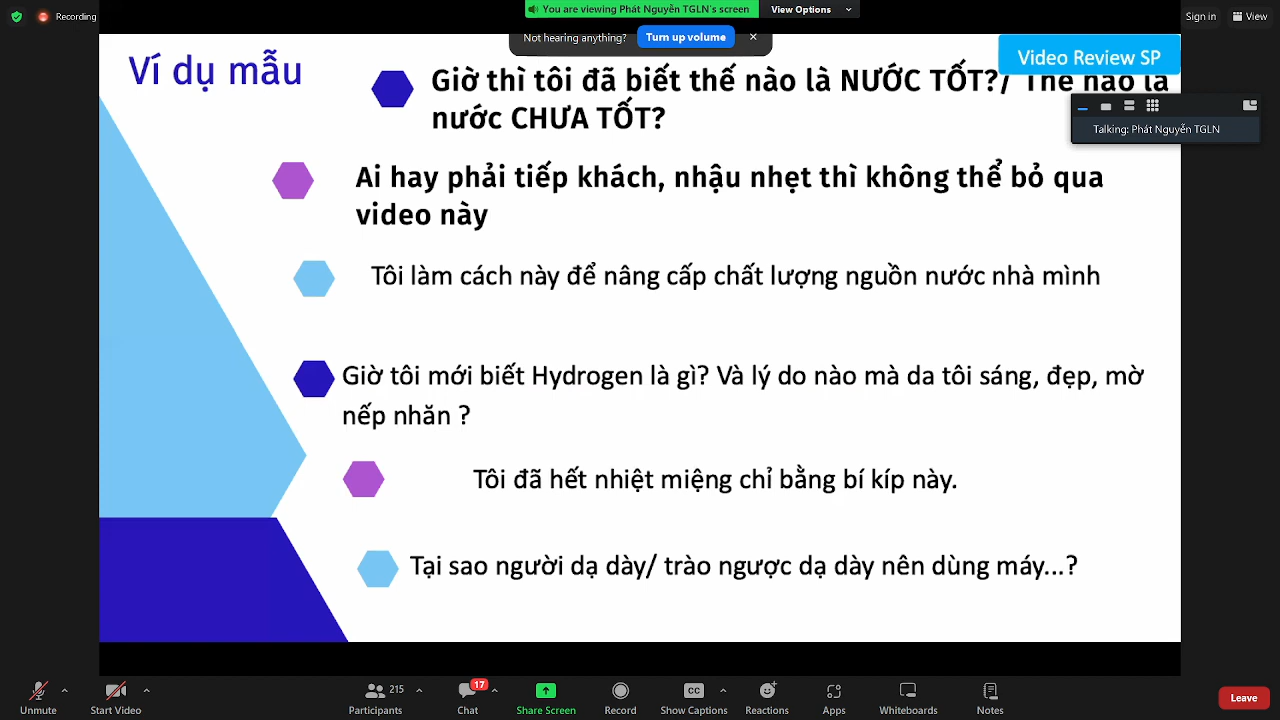 You are viewing Phát Nguyễn TGLN's screen
View Options
Recording
Sign in
View
Not hearing anything?
Turn up volume
Video Review SP
Ví dụ mẫu
Giờ thì tôi đã biết thế nào là NƯỚC TỐT?/ Thế nào là
nước CHƯA TỐT?
Talking: Phát Nguyễn TGLN
Ai hay phải tiếp khách, nhậu nhẹt thì không thể bỏ qua
video này
Tôi làm cách này để nâng cấp chất lượng nguồn nước nhà mình
Giờ tôi mới biết Hydrogen là gì? Và lý do nào mà da tôi sáng, đẹp, mờ
nếp nhăn ?
Tôi đã hết nhiệt miệng chỉ bằng bí kíp này.
Tại sao người dạ dày/ trào ngược dạ dày nên dùng máy...?
215
17
CC
Unmute
Start Video
Participants
Chat
Share Screen
Record
Show Captions
Reactions
Apps
Whiteboards
Notes
Leave